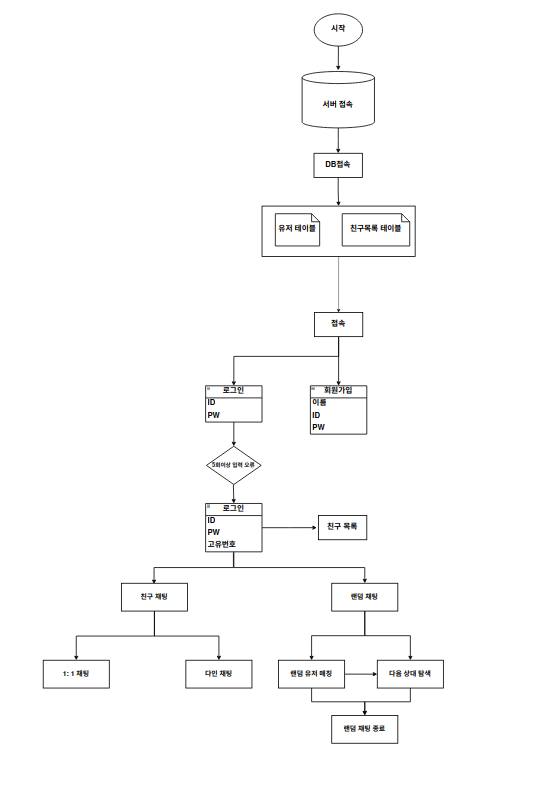 시작
서버 접속
DB접속
유저 테이블
친구목록 테이블
접속
로그인
ID
PW
회원가입
이름
ID
PW
5회이상 입력 오류
로그인
ID
PW
고유번호
친구 목록
친구 채팅
랜덤 채팅
1: 1 채팅
다인 채팅
랜덤 유저 매칭
다음 상대 탐색
랜덤 채팅 종료